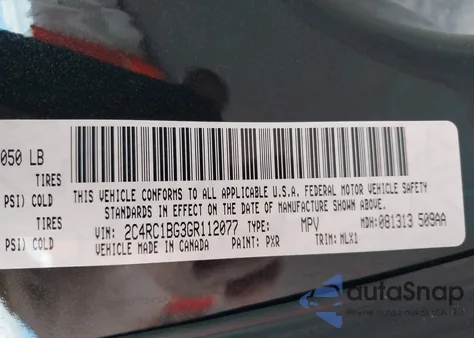 050 LB
TIRES
PSI) COLD
TIRES
PSI) COLD
THIS VEHICLE CONFORMS TO ALL APPLICABLE U.S.A. FEDERAL MOTOR VEHICLE SAFETY
STANDARDS IN EFFECT ON THE DATE OF MANUFACTURE SHOWN ABOVE.
VIN: 2C4RC1BG3GR112077 TYPE: MPV MDH:081313 509AA
VEHICLE MADE IN CANADA PAINT: PXR TRIM: MLX1
autoSnap